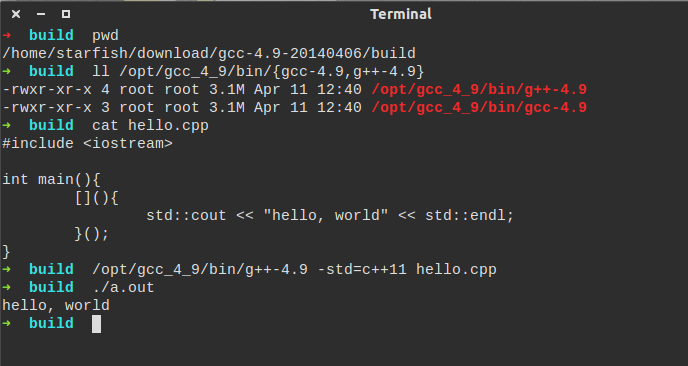 Terminal
➜  build  pwd
/home/starfish/download/gcc-4.9-20140406/build
➜  build  ll /opt/gcc_4_9/bin/{gcc-4.9,g++-4.9}
-rwxr-xr-x 4 root root 3.1M Apr 11 12:40 /opt/gcc_4_9/bin/g++-4.9
-rwxr-xr-x 3 root root 3.1M Apr 11 12:40 /opt/gcc_4_9/bin/gcc-4.9
➜  build  cat hello.cpp
#include <iostream>

int main(){
        [](){
                std::cout << "hello, world" << std::endl;
        }();
}
➜  build  /opt/gcc_4_9/bin/g++-4.9 -std=c++11 hello.cpp
➜  build  ./a.out
hello, world
➜  build